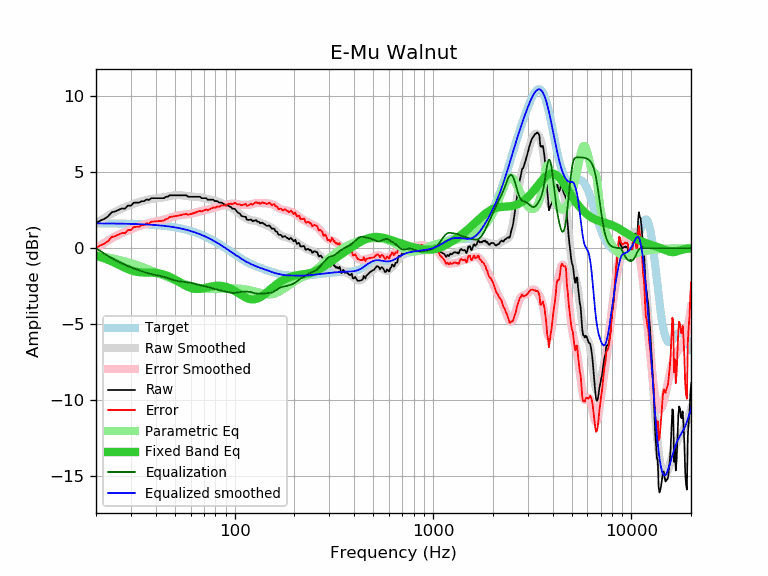 E-Mu Walnut
Amplitude (dBr)
10
5
0
−5
−10
−15
Target
Raw Smoothed
Error Smoothed
Raw
Error
Parametric Eq
Fixed Band Eq
Equalization
Equalized smoothed
100
1000
10000
Frequency (Hz)